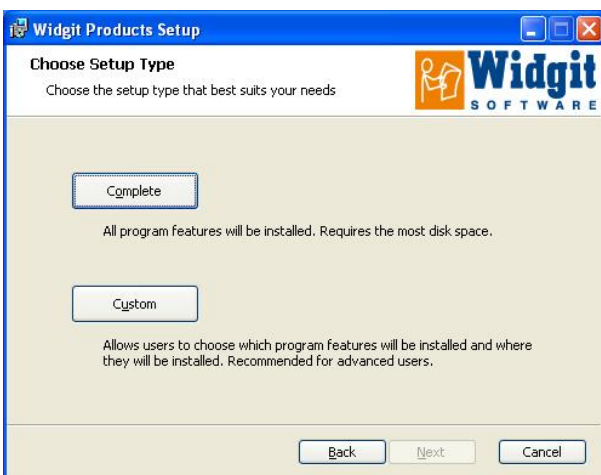 Widgit Products Setup
Choose Setup Type
Choose the setup type that best suits your needs
Widgit
SOFTWARE
Complete
All program features will be installed. Requires the most disk space.
Custom
Allows users to choose which program features will be installed and where
they will be installed. Recommended for advanced users.
Back Next Cancel